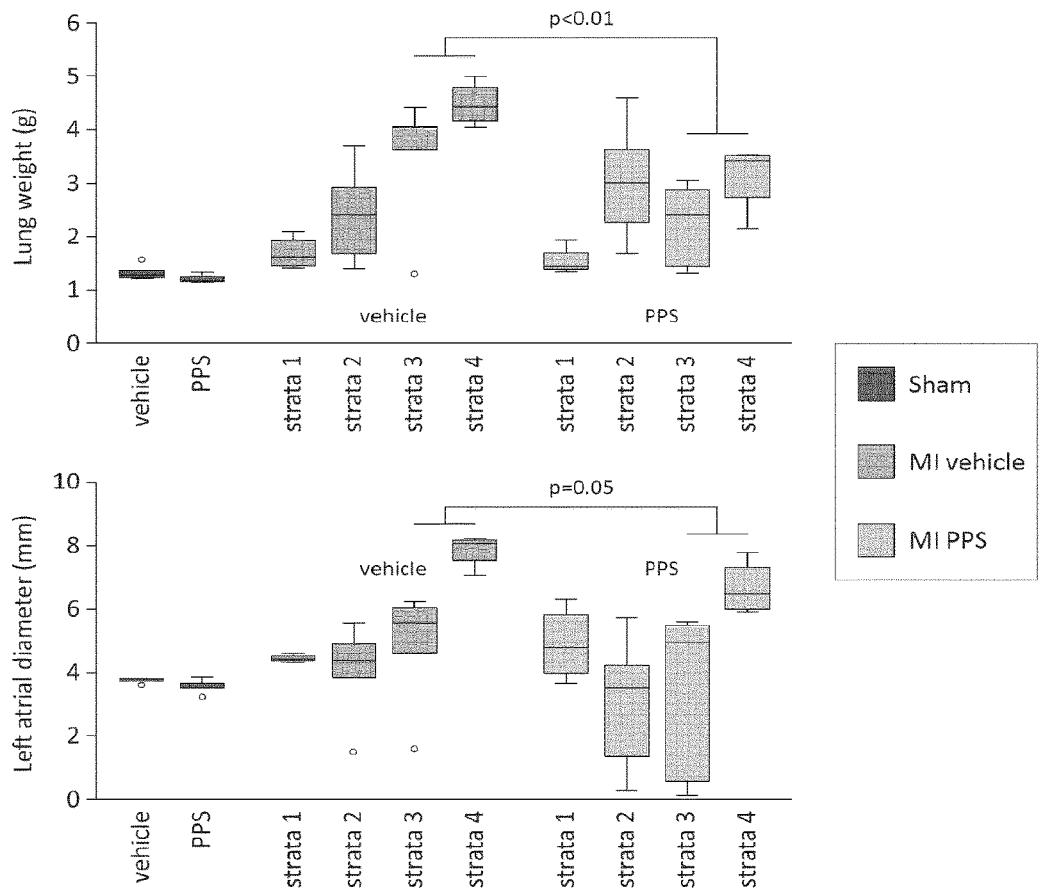 p<0.01
6
5
4
3
2
1
0
Lung weight (g)
vehicle PPS
vehicle
PPS
strata 1
strata 2
strata 3
strata 4
strata 1
strata 2
strata 3
strata 4
Sham
MI vehicle
MI PPS
p=0.05
10
8
6
4
2
0
Left atrial diameter (mm)
vehicle PPS
vehicle
PPS
strata 1
strata 2
strata 3
strata 4
strata 1
strata 2
strata 3
strata 4